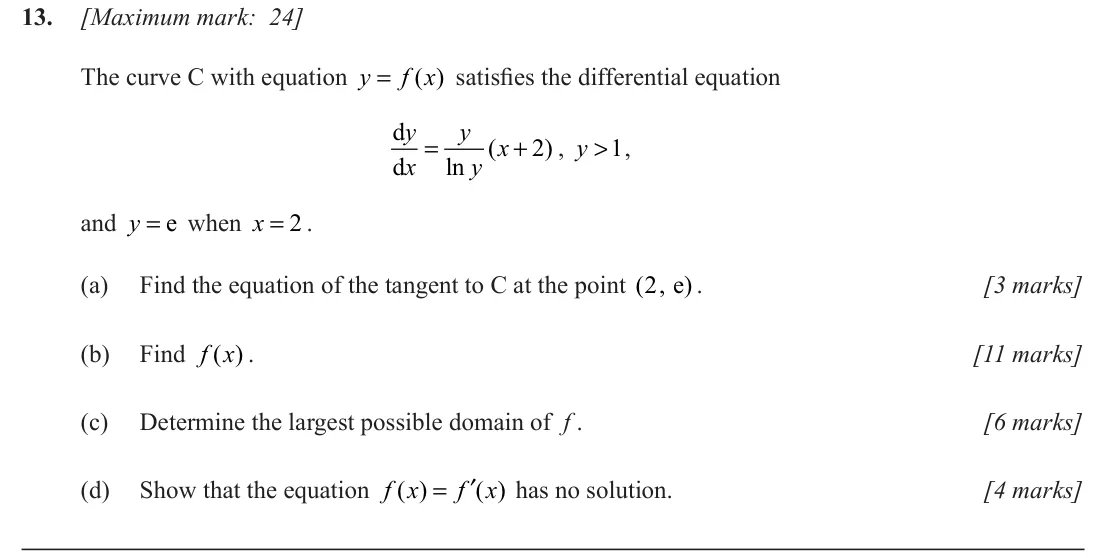 13. [Maximum mark: 24]
The curve C with equation y = f(x) satisfies the differential equation
dy/dx = y/ln y (x + 2), y > 1,
and y = e when x = 2.
(a) Find the equation of the tangent to C at the point (2, e). [3 marks]
(b) Find f(x). [11 marks]
(c) Determine the largest possible domain of f. [6 marks]
(d) Show that the equation f(x) = f′(x) has no solution. [4 marks]